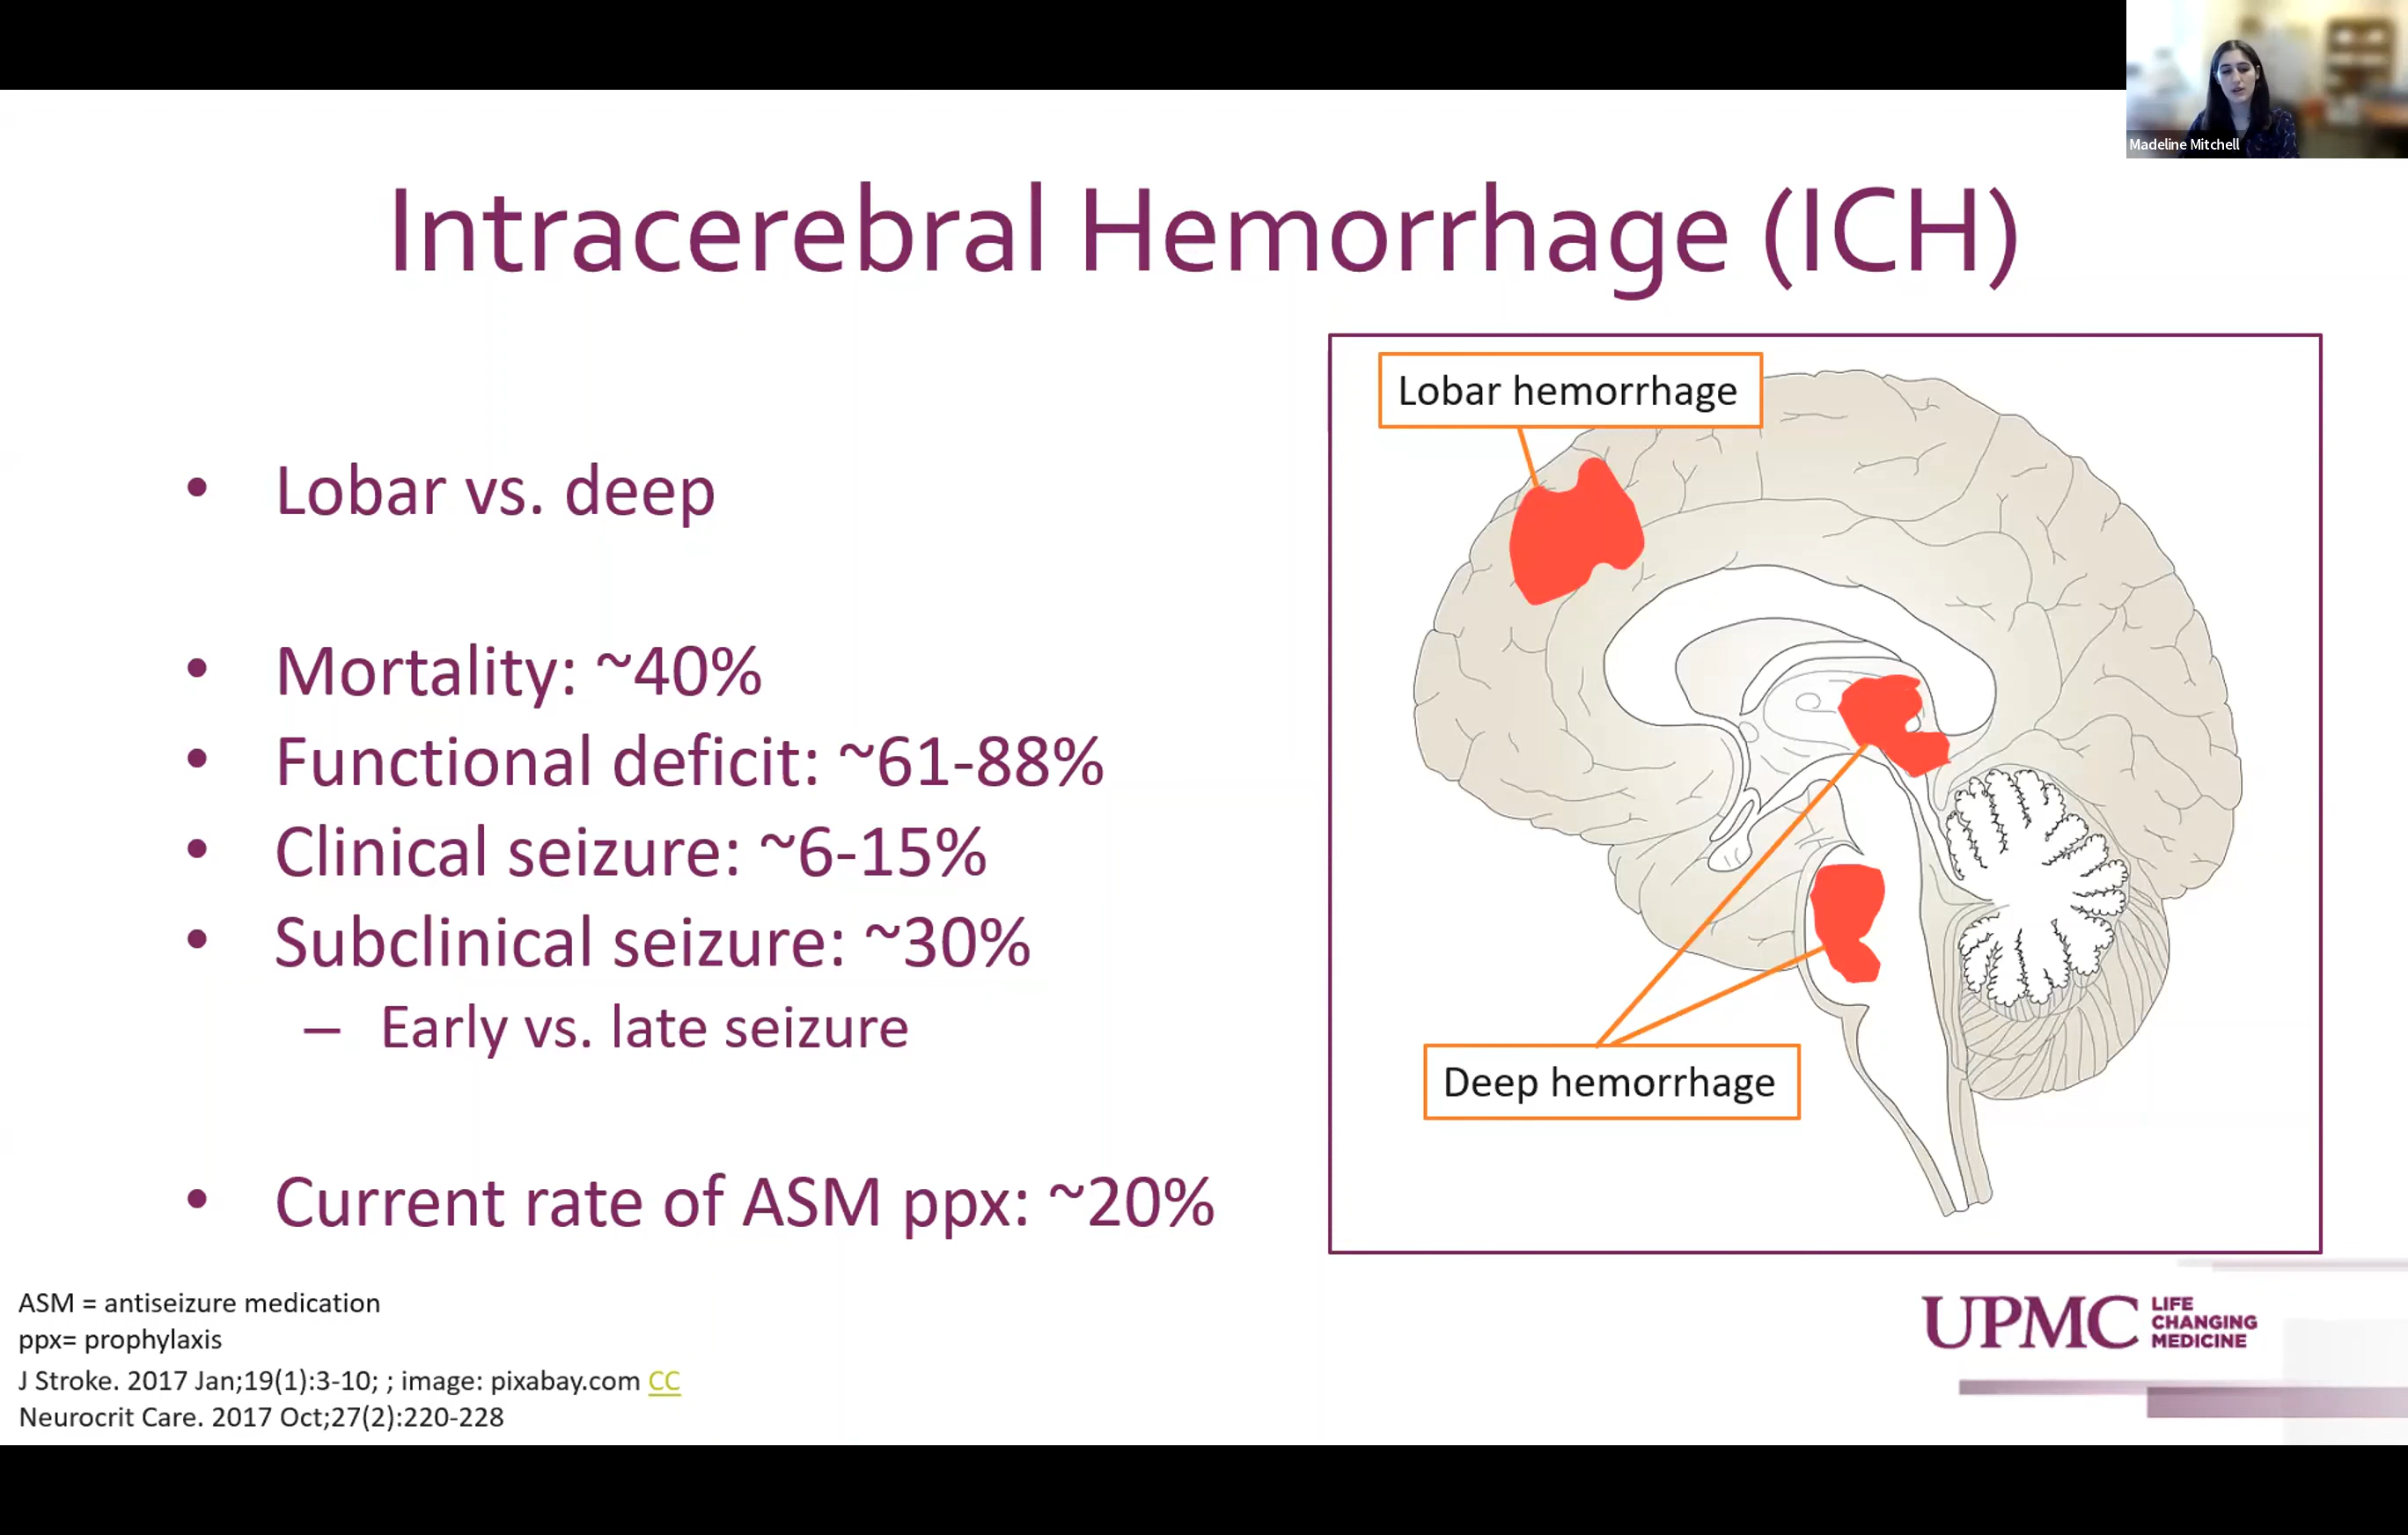 Madeline Mitchell
Intracerebral Hemorrhage (ICH)
• Lobar vs. deep
• Mortality: ~40%
• Functional deficit: ~61-88%
• Clinical seizure: ~6-15%
• Subclinical seizure: ~30%
– Early vs. late seizure
• Current rate of ASM ppx: ~20%
Lobar hemorrhage
Deep hemorrhage
ASM = antiseizure medication
ppx= prophylaxis
J Stroke. 2017 Jan;19(1):3-10; ; image: pixabay.com CC
Neurocrit Care. 2017 Oct;27(2):220-228
UPMC
LIFE
CHANGING
MEDICINE